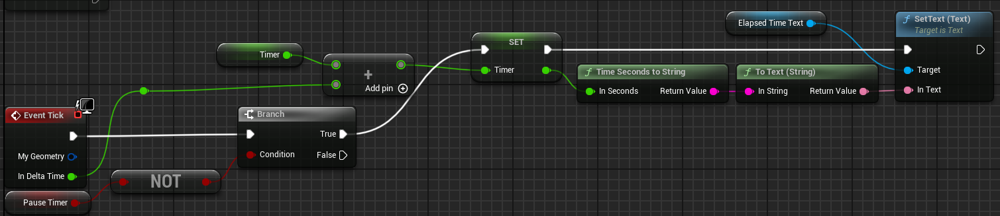 Elapsed Time Text
SetText (Text)
Target is Text
Target
In Text
SET
Timer
Timer
Add pin
Time Seconds to String
In Seconds
Return Value
To Text (String)
In String
Return Value
Event Tick
My Geometry
In Delta Time
Branch
True
Condition
False
NOT
Pause Timer